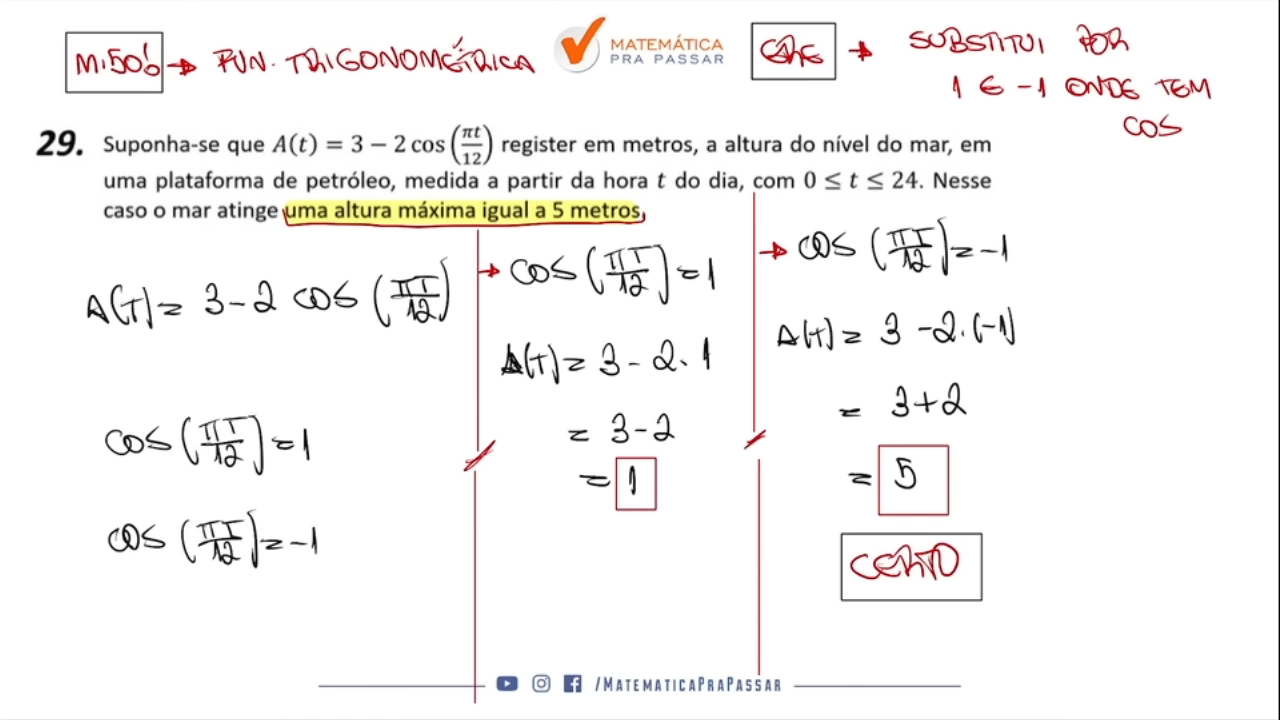 M.50! → FUN. TRIGONOMÉTRICA
MATEMÁTICA
PRA PASSAR
→ SUBSTITUI POR
1 E -1 ONDE TEM
COS
29. Suponha-se que A(t) = 3 − 2 cos (πt/12) register em metros, a altura do nível do mar, em
uma plataforma de petróleo, medida a partir da hora t do dia, com 0 ≤ t ≤ 24. Nesse
caso o mar atinge uma altura máxima igual a 5 metros,
A(T) = 3 - 2 COS (πT/12)
COS (πT/12) = 1
COS (πT/12) = -1
→ COS (πT/12) = 1
A(T) = 3 - 2 . 1
= 3 - 2
= 1
→ COS (πT/12) = -1
A(T) = 3 - 2.(-1)
= 3 + 2
= 5
CERTO
/MATEMATICAPRAPASSAR